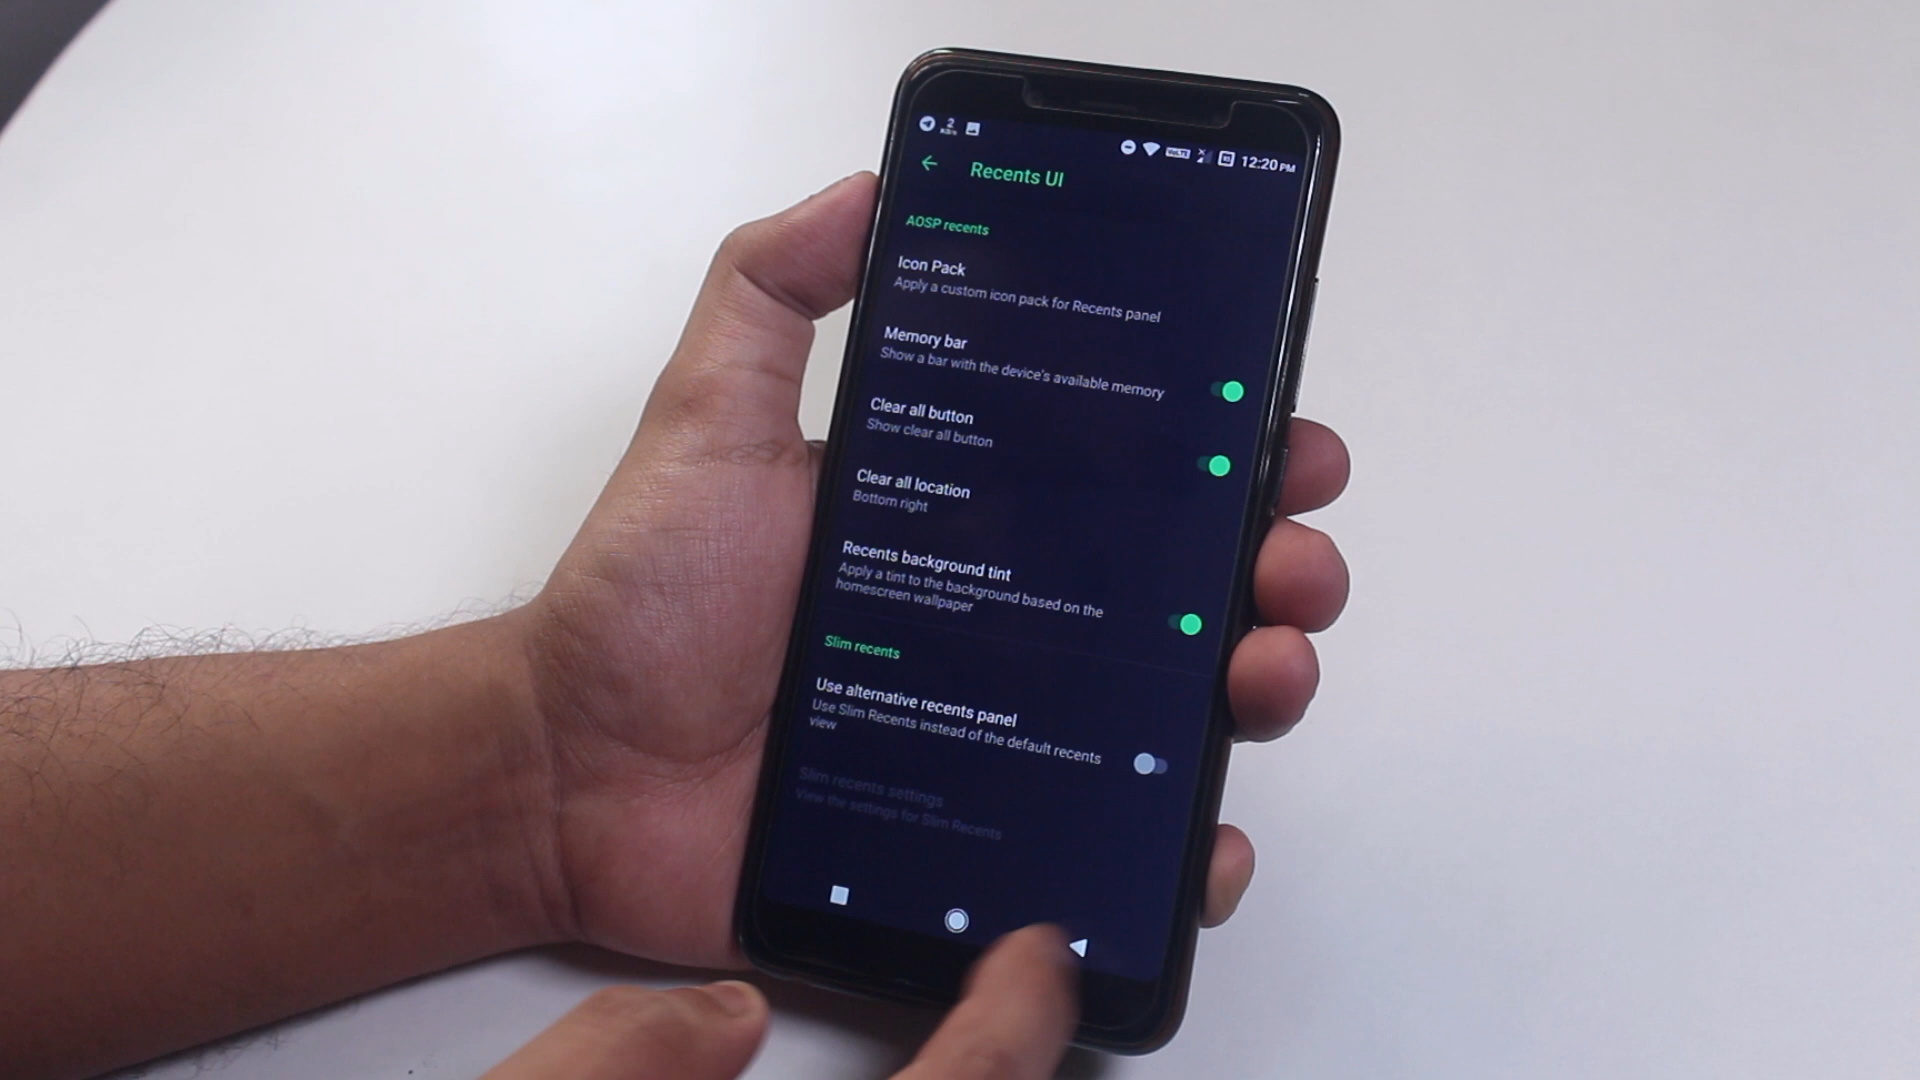 2
KB/s
VoLTE
12:20 PM
Recents UI
AOSP recents
Icon Pack
Apply a custom icon pack for Recents panel
Memory bar
Show a bar with the device's available memory
Clear all button
Show clear all button
Clear all location
Bottom right
Recents background tint
Apply a tint to the background based on the
homescreen wallpaper
Slim recents
Use alternative recents panel
Use Slim Recents instead of the default recents
view
Slim recents settings
View the settings for Slim Recents